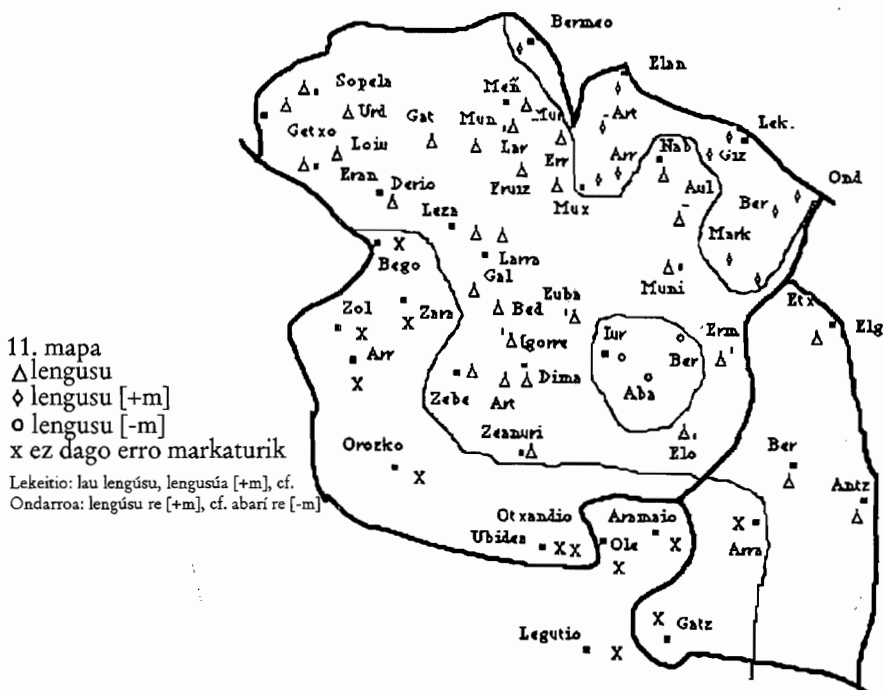 Bermeo
Elan
Sopela
Meñ
Urd
Gat
Mun
Mur
Art
Lek.
Getxo
Loiu
Lar
Err
Arr
Nab
Giz
Ond
Eran
Derio
Fruiz
Mux
Aul
Ber
Leza
Larra
Mark
Bego
Gal
Muni
Zol
Zara
Bed
Euba
Etx
Elg
Arr
Igorre
Iur
Ber
Erm
Zebe
Art
Dima
Aba
Orozko
Zeanuri
Elo
Ber
Antz
Otxandio
Aramaio
Ubidea
Ole
Arra
Legutio
Gatz
11. mapa
△ lengusu
◊ lengusu [+m]
o lengusu [-m]
x ez dago erro markaturik
Lekeitio: lau lengúsu, lengusúa [+m], cf.
Ondarroa: lengúsu re [+m], cf. abarí re [-m]